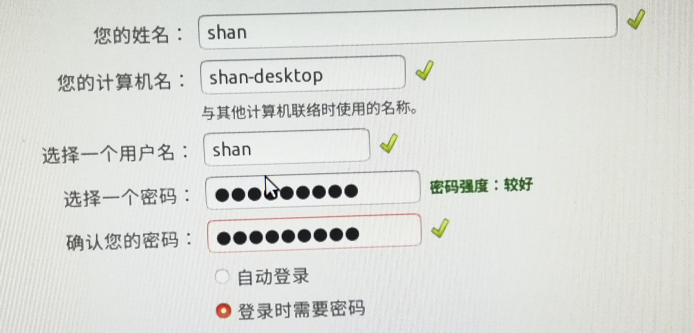 您的姓名： shan
您的计算机名： shan-desktop
与其他计算机联络时使用的名称。
选择一个用户名： shan
选择一个密码： ●●●●●●●●● 密码强度：较好
确认您的密码： ●●●●●●●●●
自动登录
登录时需要密码